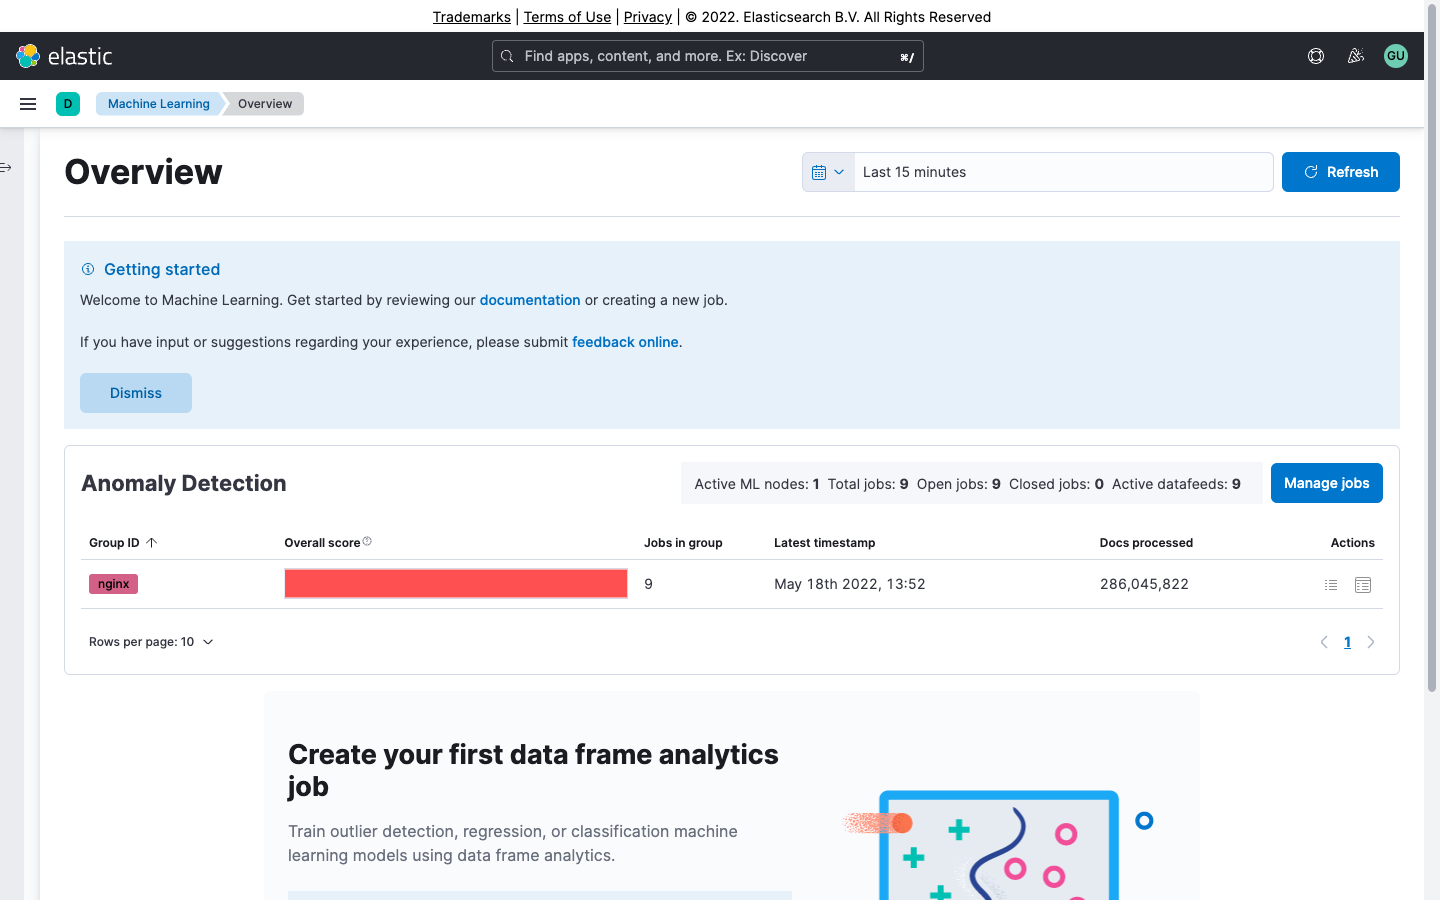 Trademarks | Terms of Use | Privacy | © 2022. Elasticsearch B.V. All Rights Reserved
elastic
Find apps, content, and more. Ex: Discover ⌘/
GU
D Machine Learning Overview
Overview
Last 15 minutes
Refresh
Getting started
Welcome to Machine Learning. Get started by reviewing our documentation or creating a new job.
If you have input or suggestions regarding your experience, please submit feedback online.
Dismiss
Anomaly Detection
Active ML nodes: 1 Total jobs: 9 Open jobs: 9 Closed jobs: 0 Active datafeeds: 9
Manage jobs
Group ID Overall score Jobs in group Latest timestamp Docs processed Actions
nginx 9 May 18th 2022, 13:52 286,045,822
Rows per page: 10
1
Create your first data frame analytics
job
Train outlier detection, regression, or classification machine
learning models using data frame analytics.